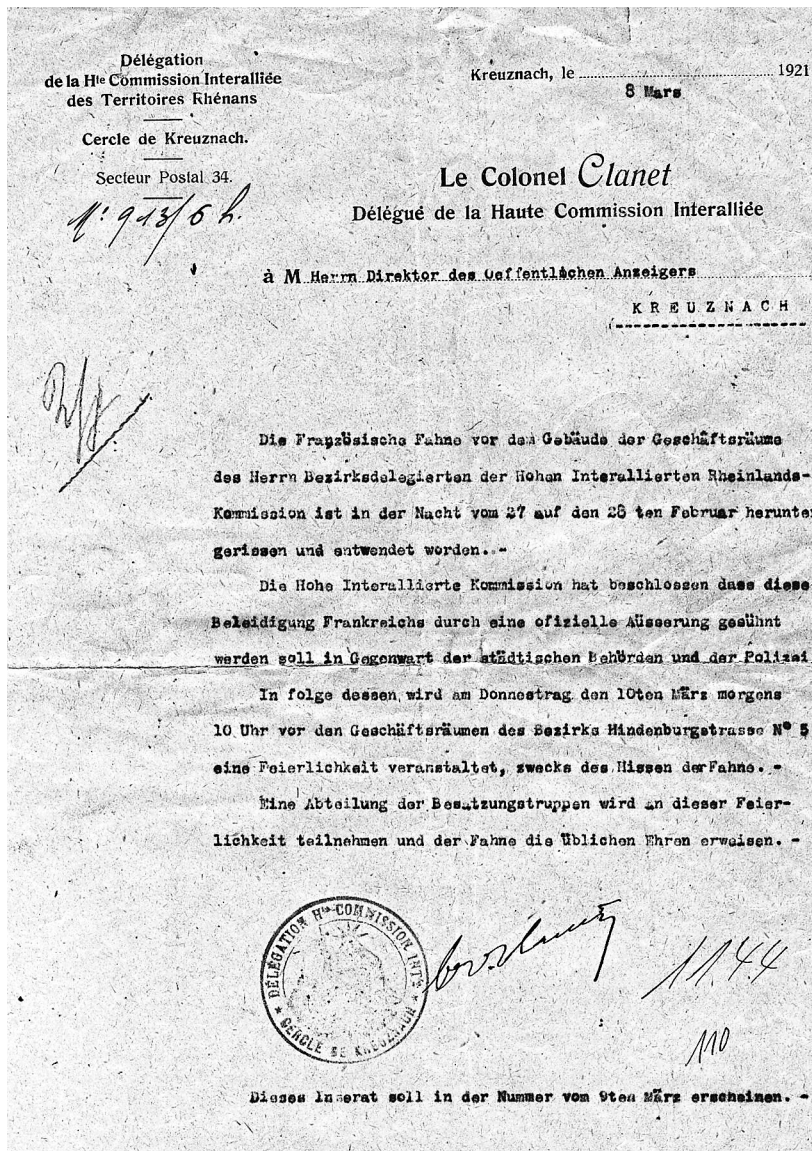 Délégation
de la Hte Commission Interalliée
des Territoires Rhénans
Cercle de Kreuznach.
Secteur Postal 34.
N: 913/6 h.
Kreuznach, le 8 Mars 1921
Le Colonel Clanet
Délégué de la Haute Commission Interalliée
à M Herrn Direktor des Oeffentlichen Anzeigers
KREUZNACH
Die Französische Fahne vor dem Gebäude der Geschäftsräume
des Herrn Bezirksdelegierten der Hohen Interallierten Rheinlands-
Kommission ist in der Nacht vom 27 auf den 28 ten Februar herunter
gerissen und entwendet worden. -
Die Hohe Interallierte Kommission hat beschlossen dass diese
Beleidigung Frankreichs durch eine ofizielle Äusserung gesühnt
werden soll in Gegenwart der städtischen Behörden und der Polizei
In folge dessen wird am Donnestrag den 10ten März morgens
10 Uhr vor den Geschäftsräumen des Bezirks Hindenburgstrasse No 5
eine Feierlichkeit veranstaltet, zwecks des Hissen der Fahne. -
Eine Abteilung der Besatzungstruppen wird an dieser Feier-
lichkeit teilnehmen und der Fahne die üblichen Ehren erweisen. -
DÉLÉGATION Hte COMMISSION INTée
CERCLE DE KREUZNACH
1144
110
Dieses Inserat soll in der Nummer vom 9ten März erscheinen. -